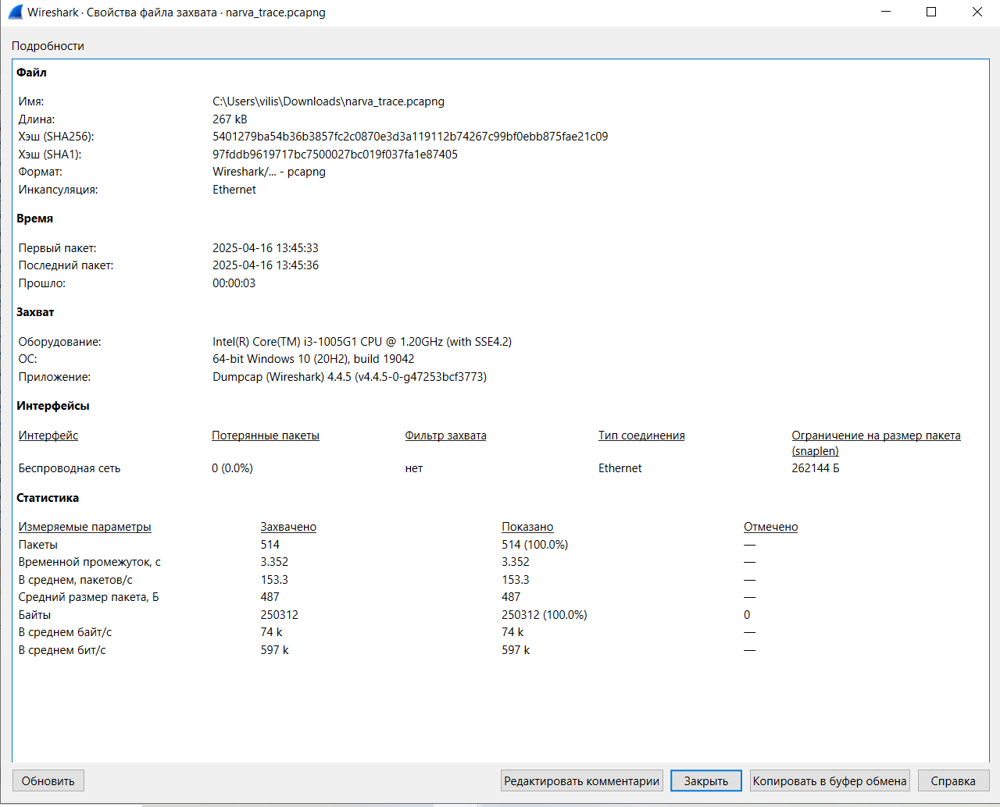 Wireshark · Свойства файла захвата · narva_trace.pcapng
Подробности
Файл
Имя: C:\Users\vilis\Downloads\narva_trace.pcapng
Длина: 267 kB
Хэш (SHA256): 5401279ba54b36b3857fc2c0870e3d3a119112b74267c99bf0ebb875fae21c09
Хэш (SHA1): 97fddb9619717bc7500027bc019f037fa1e87405
Формат: Wireshark/... - pcapng
Инкапсуляция: Ethernet
Время
Первый пакет: 2025-04-16 13:45:33
Последний пакет: 2025-04-16 13:45:36
Прошло: 00:00:03
Захват
Оборудование: Intel(R) Core(TM) i3-1005G1 CPU @ 1.20GHz (with SSE4.2)
ОС: 64-bit Windows 10 (20H2), build 19042
Приложение: Dumpcap (Wireshark) 4.4.5 (v4.4.5-0-g47253bcf3773)
Интерфейсы
Интерфейс Потерянные пакеты Фильтр захвата Тип соединения Ограничение на размер пакета
(snaplen)
Беспроводная сеть 0 (0.0%) нет Ethernet 262144 Б
Статистика
Измеряемые параметры Захвачено Показано Отмечено
Пакеты 514 514 (100.0%) —
Временной промежуток, с 3.352 3.352 —
В среднем, пакетов/с 153.3 153.3 —
Средний размер пакета, Б 487 487 —
Байты 250312 250312 (100.0%) 0
В среднем байт/с 74 k 74 k —
В среднем бит/с 597 k 597 k —
Обновить Редактировать комментарии Закрыть Копировать в буфер обмена Справка